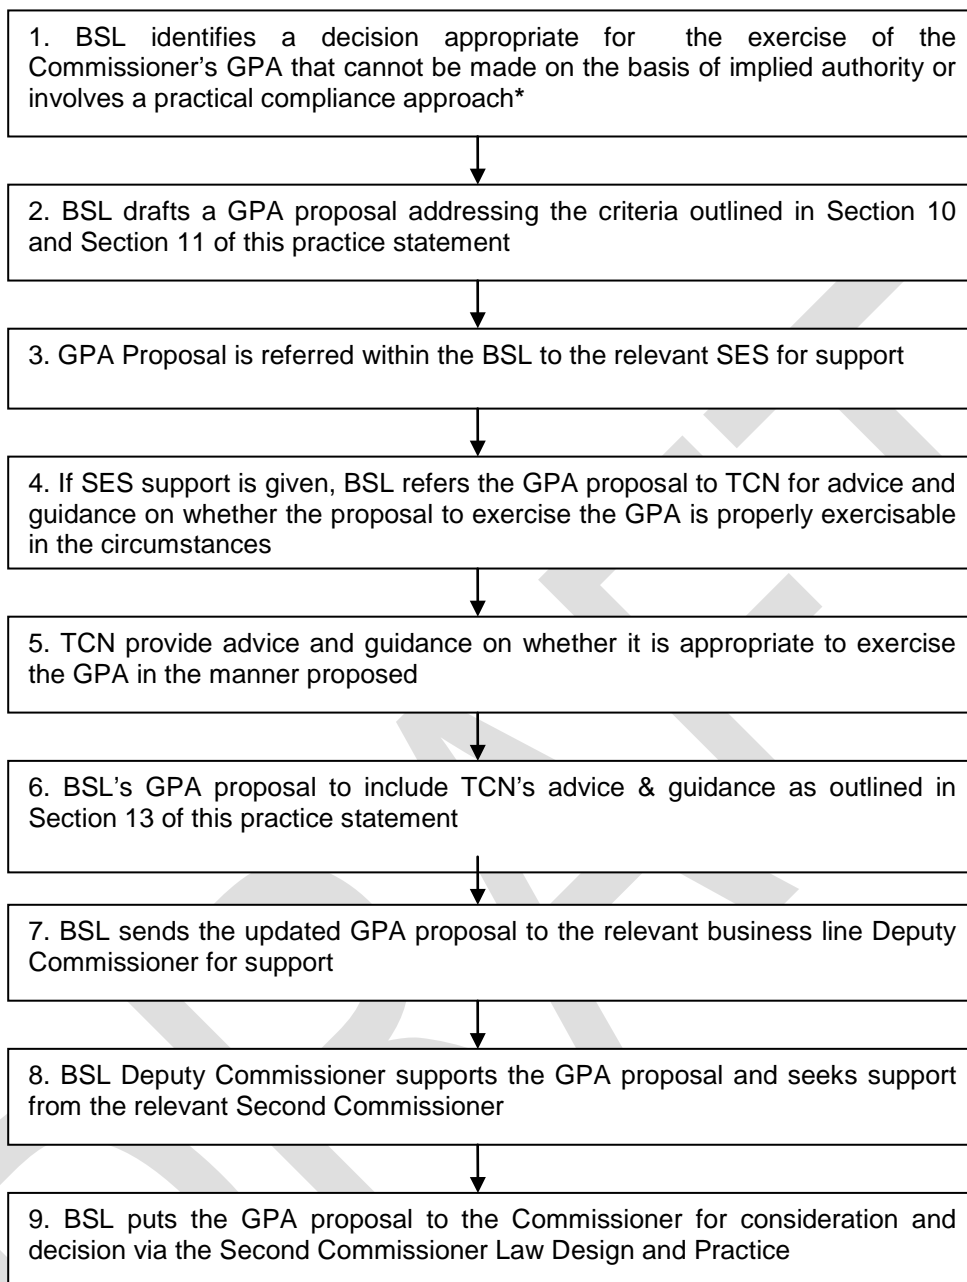 1. BSL identifies a decision appropriate for the exercise of the
Commissioner's GPA that cannot be made on the basis of implied authority or
involves a practical compliance approach*
2. BSL drafts a GPA proposal addressing the criteria outlined in Section 10
and Section 11 of this practice statement
3. GPA Proposal is referred within the BSL to the relevant SES for support
4. If SES support is given, BSL refers the GPA proposal to TCN for advice and
guidance on whether the proposal to exercise the GPA is properly exercisable
in the circumstances
5. TCN provide advice and guidance on whether it is appropriate to exercise
the GPA in the manner proposed
6. BSL's GPA proposal to include TCN's advice & guidance as outlined in
Section 13 of this practice statement
7. BSL sends the updated GPA proposal to the relevant business line Deputy
Commissioner for support
8. BSL Deputy Commissioner supports the GPA proposal and seeks support
from the relevant Second Commissioner
9. BSL puts the GPA proposal to the Commissioner for consideration and
decision via the Second Commissioner Law Design and Practice
DRAFT